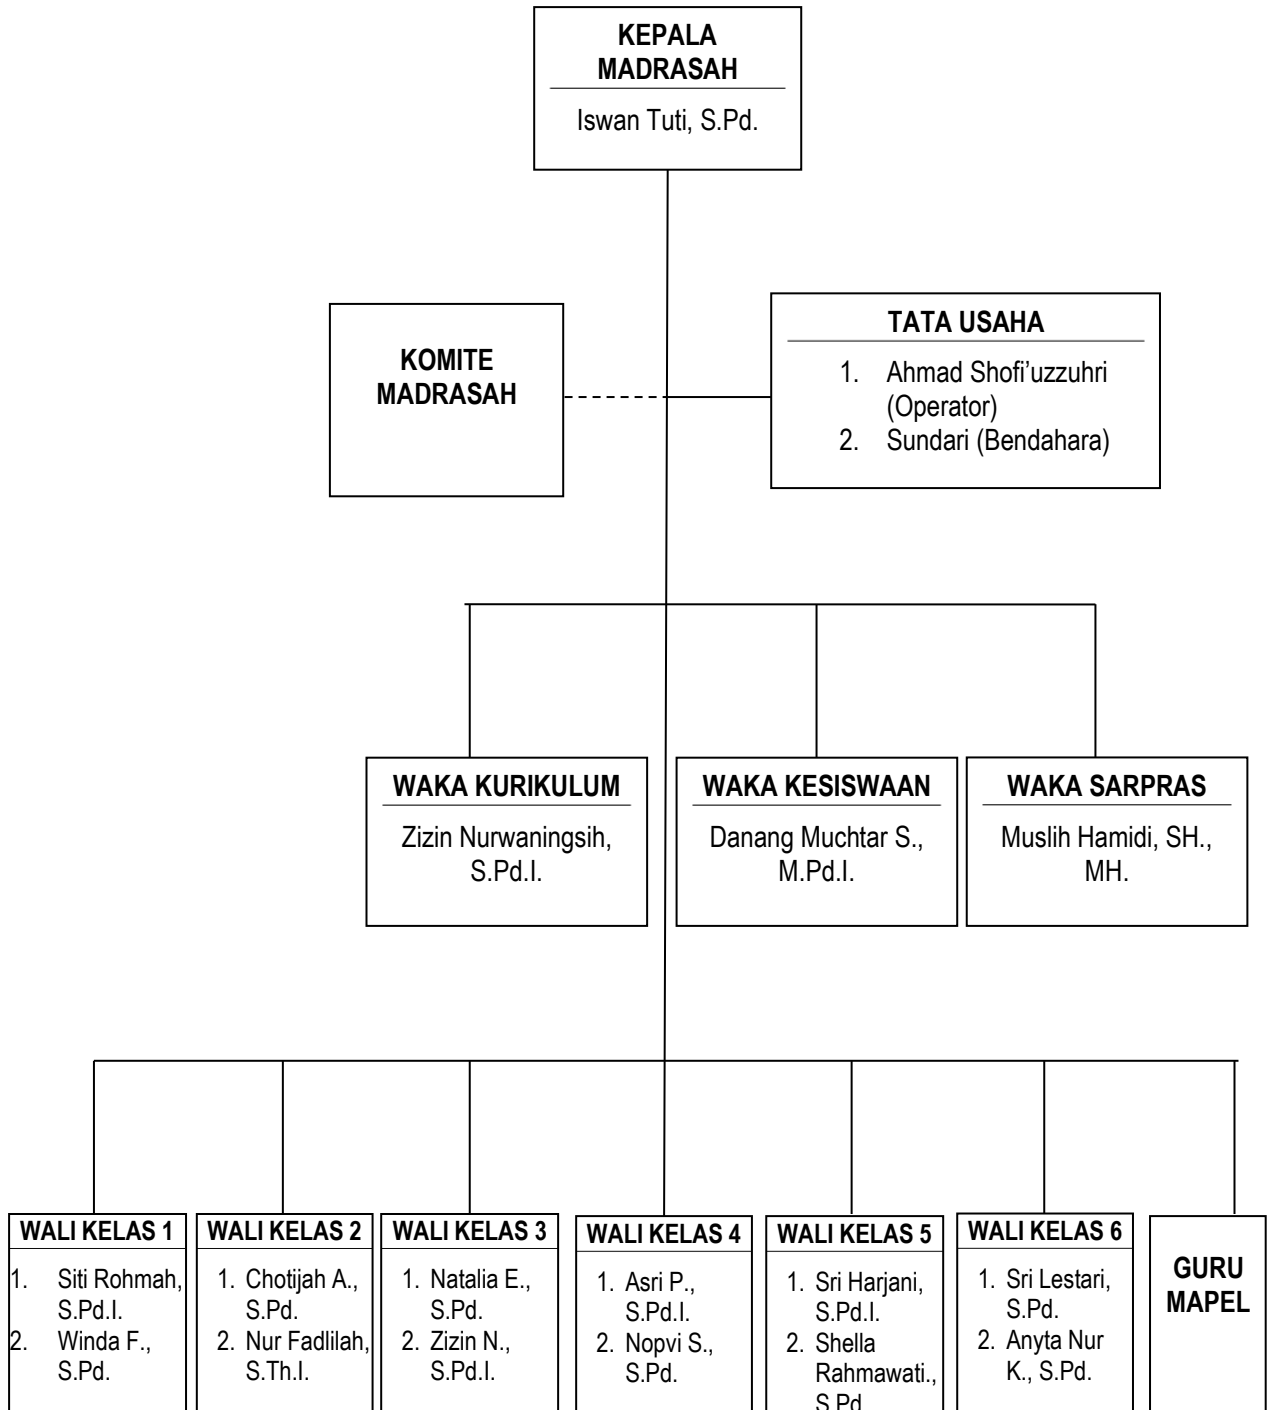 KEPALA
MADRASAH
Iswan Tuti, S.Pd.
KOMITE
MADRASAH
TATA USAHA
1. Ahmad Shofi’uzzuhri
(Operator)
2. Sundari (Bendahara)
WAKA KURIKULUM
Zizin Nurwaningsih,
S.Pd.I.
WAKA KESISWAAN
Danang Muchtar S.,
M.Pd.I.
WAKA SARPRAS
Muslih Hamidi, SH.,
MH.
WALI KELAS 1
1. Siti Rohmah,
S.Pd.I.
2. Winda F.,
S.Pd.
WALI KELAS 2
1. Chotijah A.,
S.Pd.
2. Nur Fadlilah,
S.Th.I.
WALI KELAS 3
1. Natalia E.,
S.Pd.
2. Zizin N.,
S.Pd.I.
WALI KELAS 4
1. Asri P.,
S.Pd.I.
2. Nopvi S.,
S.Pd.
WALI KELAS 5
1. Sri Harjani,
S.Pd.I.
2. Shella
Rahmawati.,
S.Pd
WALI KELAS 6
1. Sri Lestari,
S.Pd.
2. Anyta Nur
K., S.Pd.
GURU
MAPEL